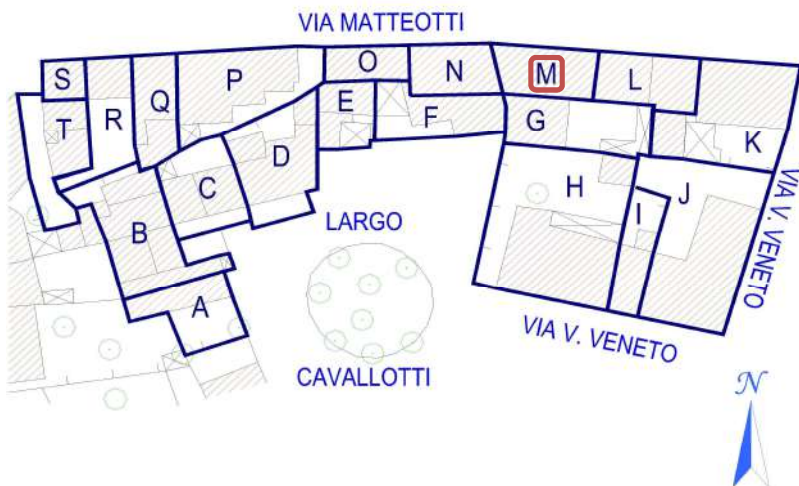 VIA MATTEOTTI
S
P
O
N
M
L
Q
T
R
E
F
G
K
D
C
H
I
J
B
LARGO
A
VIA V. VENETO
VIA V. VENETO
CAVALLOTTI
N